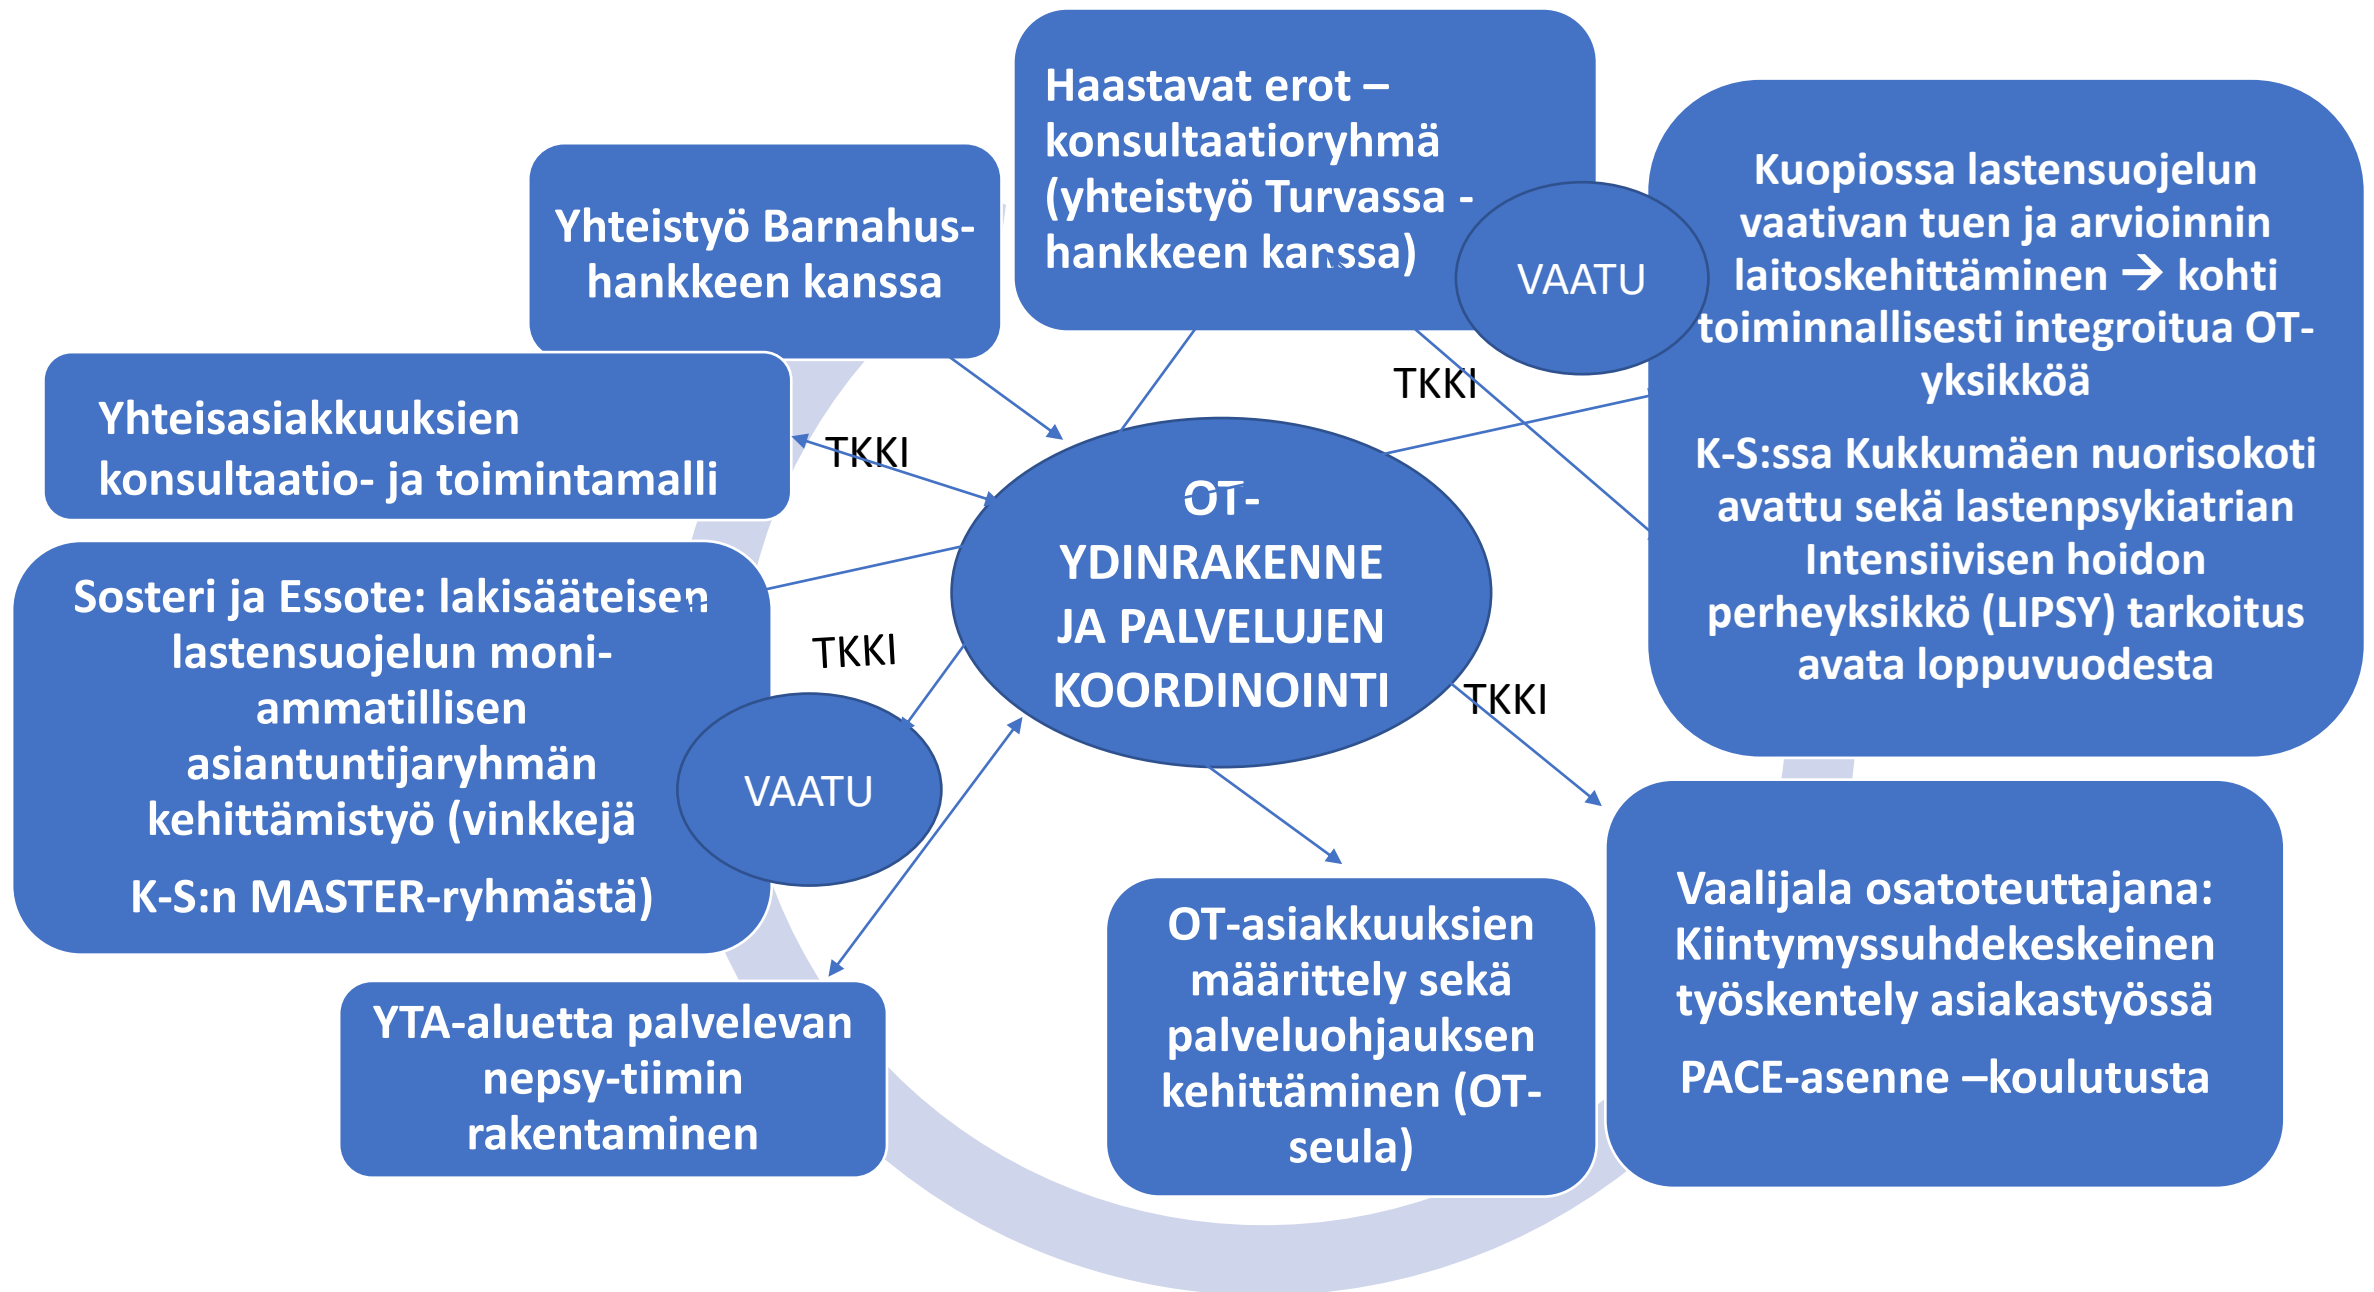 Haastavat erot –
konsultaatioryhmä
(yhteistyö Turvassa -
hankkeen kanssa)
VAATU
Kuopiossa lastensuojelun
vaativan tuen ja arvioinnin
laitoskehittäminen → kohti
toiminnallisesti integroitua OT-
yksikköä
K-S:ssa Kukkumäen nuorisokoti
avattu sekä lastenpsykiatrian
Intensiivisen hoidon
perheyksikkö (LIPSY) tarkoitus
avata loppuvuodesta
Yhteistyö Barnahus-
hankkeen kanssa
Yhteisasiakkuuksien
konsultaatio- ja toimintamalli
TKKI
TKKI
OT-
YDINRAKENNE
JA PALVELUJEN
KOORDINOINTI
Sosteri ja Essote: lakisääteisen
lastensuojelun moni-
ammatillisen
asiantuntijaryhmän
kehittämistyö (vinkkejä
K-S:n MASTER-ryhmästä)
TKKI
VAATU
TKKI
YTA-aluetta palvelevan
nepsy-tiimin
rakentaminen
OT-asiakkuuksien
määrittely sekä
palveluohjauksen
kehittäminen (OT-
seula)
Vaalijala osatoteuttajana:
Kiintymyssuhdekeskeinen
työskentely asiakastyössä
PACE-asenne –koulutusta